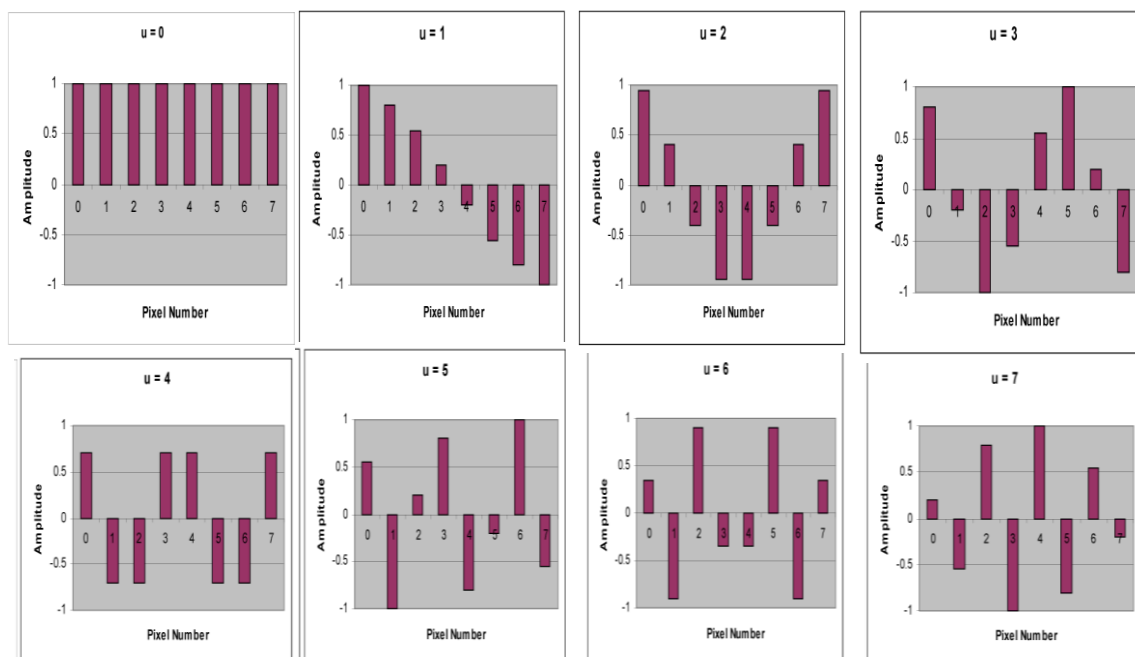 u = 0
1
0.5
0
-0.5
-1
Amplitude
0 1 2 3 4 5 6 7
Pixel Number
u = 1
1
0.5
0
-0.5
-1
Amplitude
0 1 2 3 4 5 6 7
Pixel Number
u = 2
1
0.5
0
-0.5
-1
Amplitude
0 1 2 3 4 5 6 7
Pixel Number
u = 3
1
0.5
0
-0.5
-1
Amplitude
0 1 2 3 4 5 6 7
Pixel Number
u = 4
1
0.5
0
-0.5
-1
Amplitude
0 1 2 3 4 5 6 7
Pixel Number
u = 5
1
0.5
0
-0.5
-1
Amplitude
0 1 2 3 4 5 6 7
Pixel Number
u = 6
1
0.5
0
-0.5
-1
Amplitude
0 1 2 3 4 5 6 7
Pixel Number
u = 7
1
0.5
0
-0.5
-1
Amplitude
0 1 2 3 4 5 6 7
Pixel Number